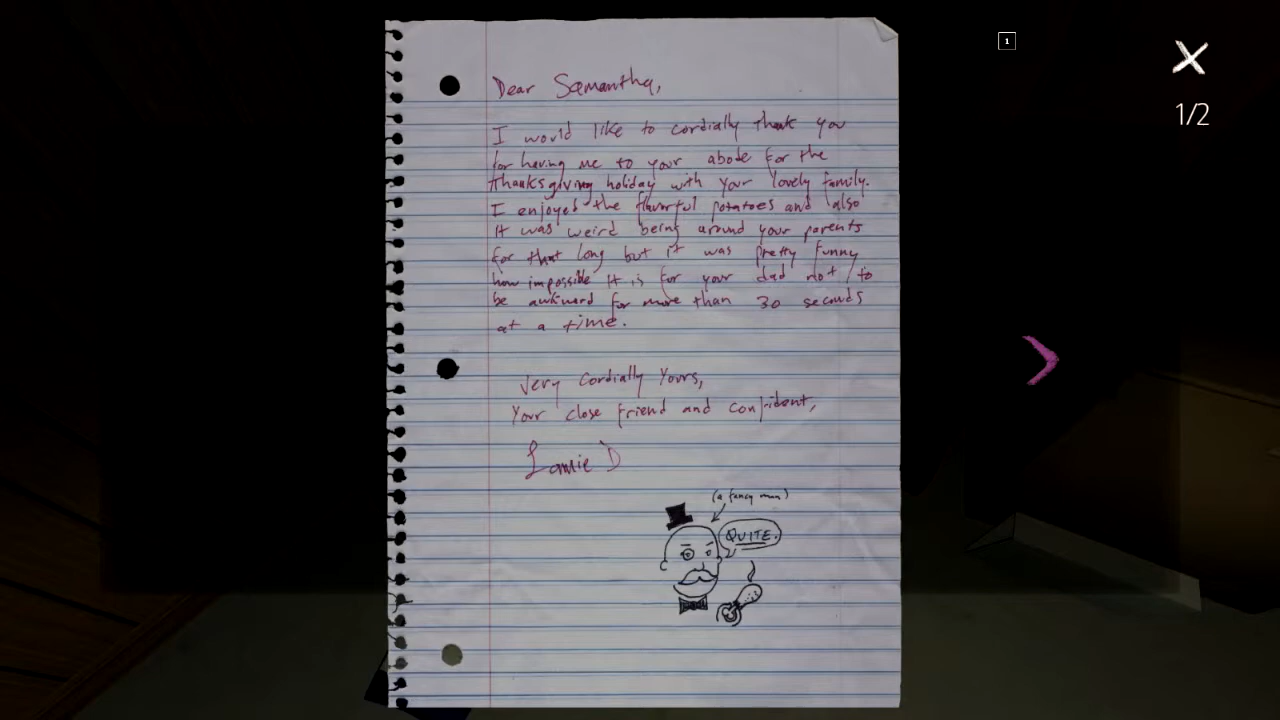 1
1/2
Dear Samantha,
I would like to cordially thank you
for having me to your abode for the
thanksgiving holiday with your lovely family.
I enjoyed the flavorful potatoes and also
it was weird being around your parents
for that long but it was pretty funny
how impossible it is for your dad not to
be awkward for more than 30 seconds
at a time.
Very Cordially Yours,
Your close friend and confident,
Lonnie D
(a fancy man)
QUITE.